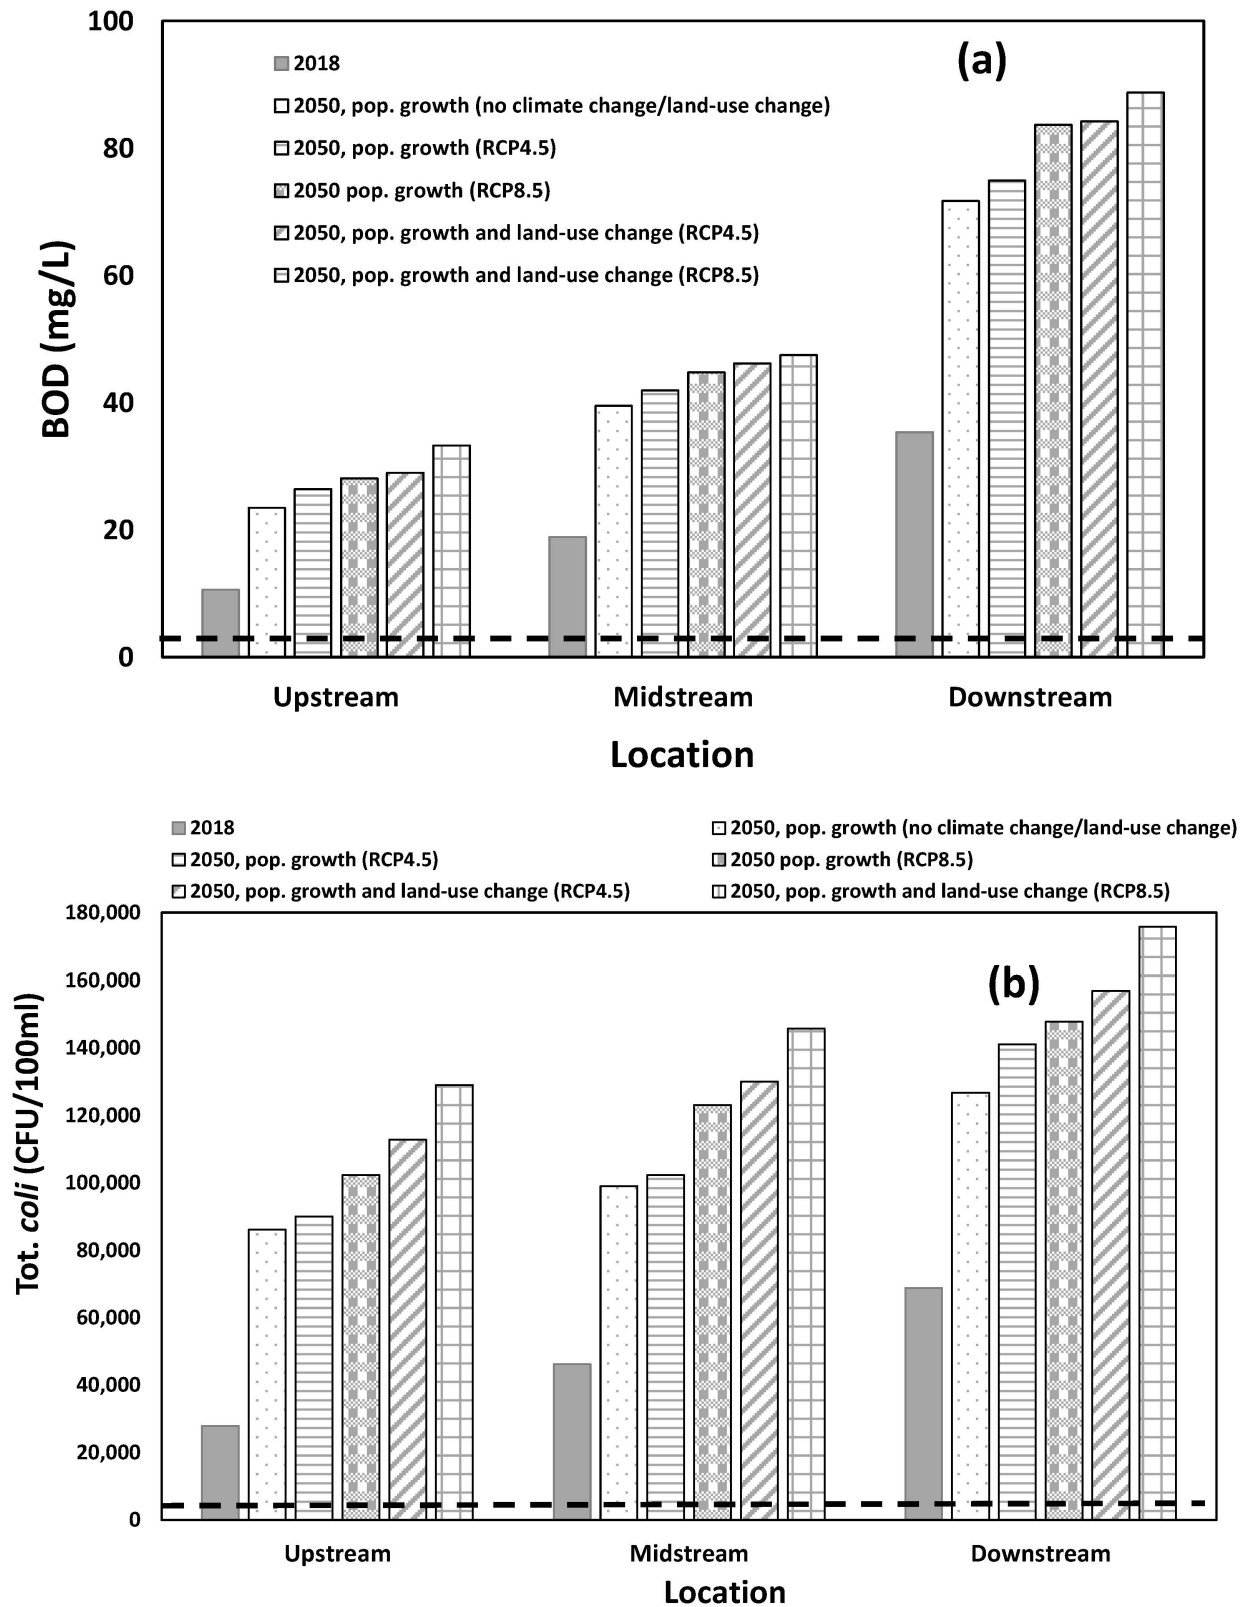 100
80
60
40
20
0
BOD (mg/L)
(a)
2018
2050, pop. growth (no climate change/land-use change)
2050, pop. growth (RCP4.5)
2050 pop. growth (RCP8.5)
2050, pop. growth and land-use change (RCP4.5)
2050, pop. growth and land-use change (RCP8.5)
Upstream Midstream Downstream
Location
2018 2050, pop. growth (no climate change/land-use change)
2050, pop. growth (RCP4.5) 2050 pop. growth (RCP8.5)
2050, pop. growth and land-use change (RCP4.5) 2050, pop. growth and land-use change (RCP8.5)
180,000
160,000
140,000
120,000
100,000
80,000
60,000
40,000
20,000
0
Tot. coli (CFU/100ml)
(b)
Upstream Midstream Downstream
Location